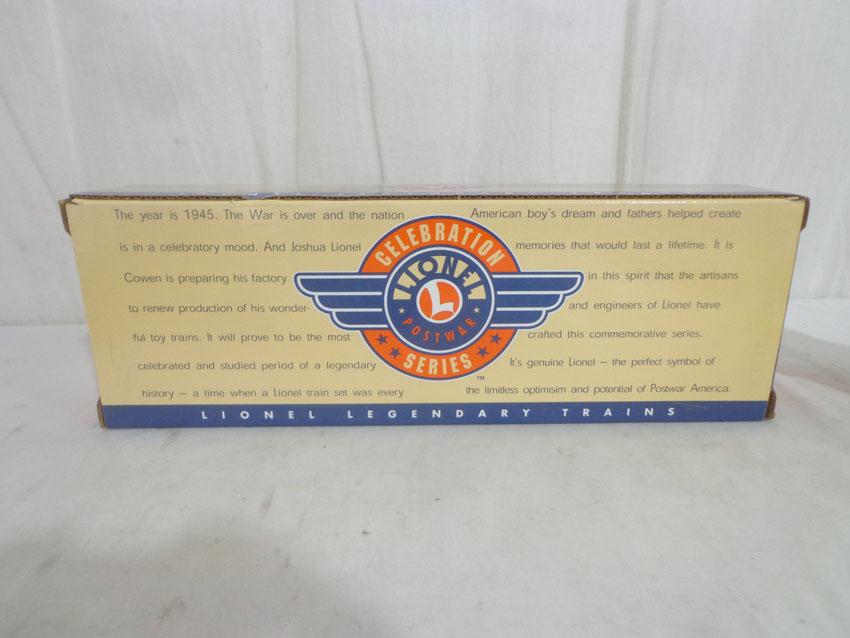 The year is 1945. The War is over and the nation
is in a celebratory mood. And Joshua Lionel
Cowen is preparing his factory
to renew production of his wonder-
ful toy trains. It will prove to be the most
celebrated and studied period of a legendary
history – a time when a Lionel train set was every
CELEBRATION
LIONEL
L
POSTWAR
SERIES
TM
American boy's dream and fathers helped create
memories that would last a lifetime. It is
in this spirit that the artisans
and engineers of Lionel have
crafted this commemorative series.
It's genuine Lionel – the perfect symbol of
the limitless optimisim and potential of Postwar America.
LIONEL LEGENDARY TRAINS